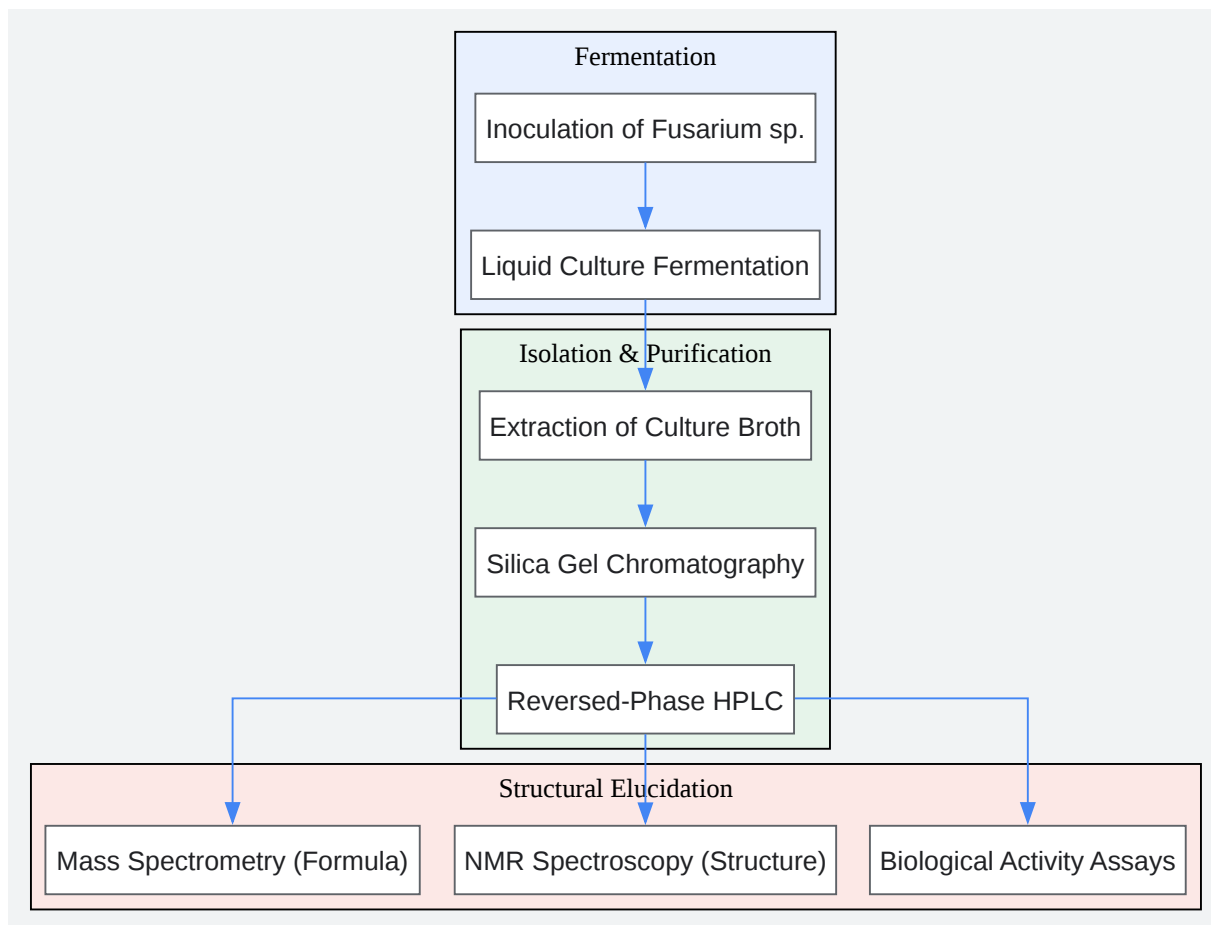 Fermentation
Inoculation of Fusarium sp.
Liquid Culture Fermentation
Isolation & Purification
Extraction of Culture Broth
Silica Gel Chromatography
Reversed-Phase HPLC
Structural Elucidation
Mass Spectrometry (Formula)
NMR Spectroscopy (Structure)
Biological Activity Assays